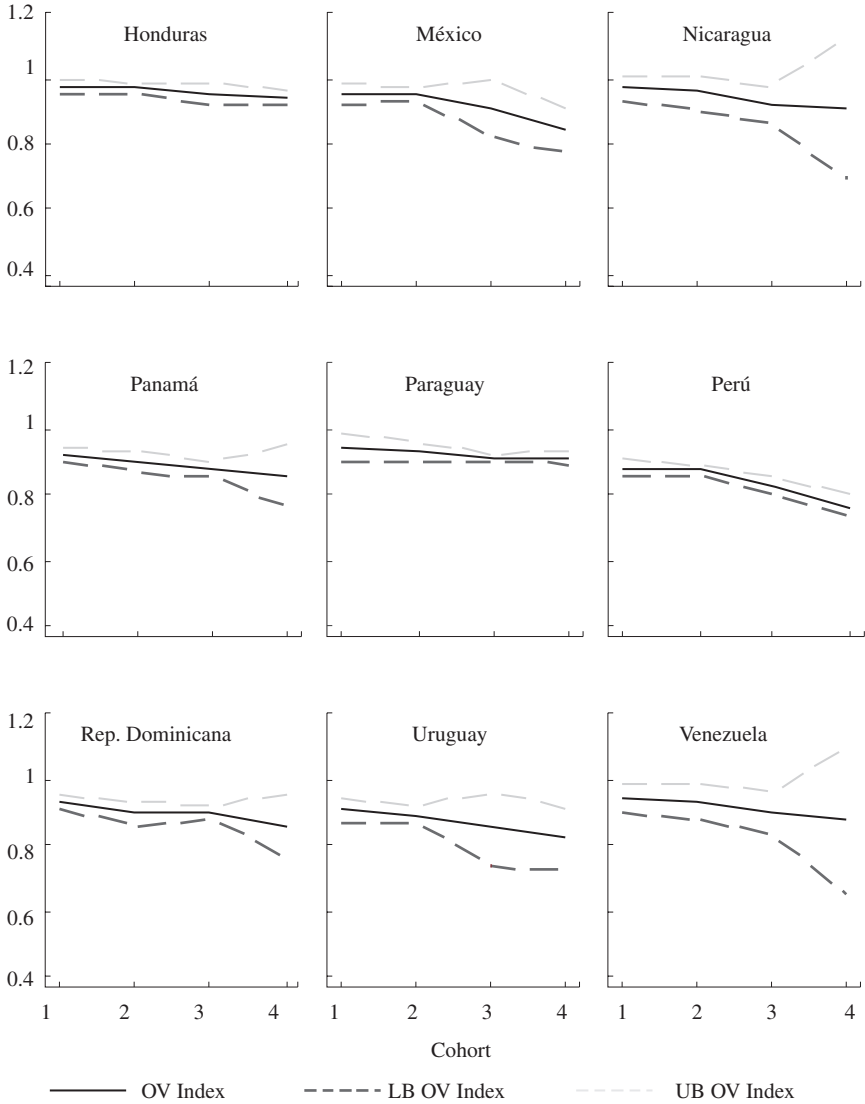 1.2
Honduras México Nicaragua
1
0.8
0.6
0.4
1.2
Panamá Paraguay Perú
1
0.8
0.6
0.4
1.2
Rep. Dominicana Uruguay Venezuela
1
0.8
0.6
0.4
1 2 3 4 1 2 3 4 1 2 3 4
Cohort
OV Index LB OV Index UB OV Index